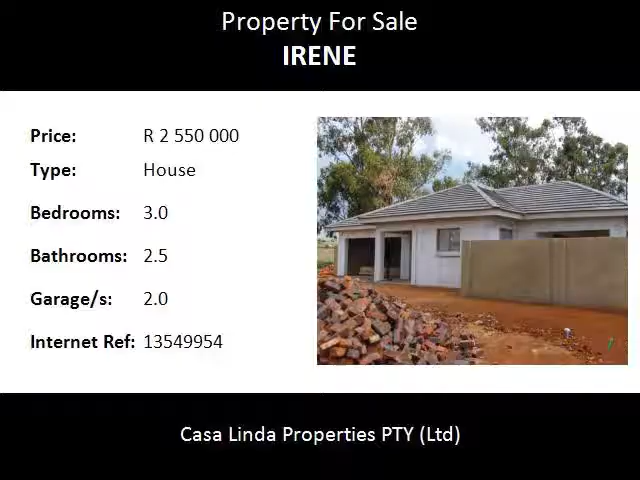 Property For Sale
IRENE
Price: R 2 550 000
Type: House
Bedrooms: 3.0
Bathrooms: 2.5
Garage/s: 2.0
Internet Ref: 13549954
Casa Linda Properties PTY (Ltd)